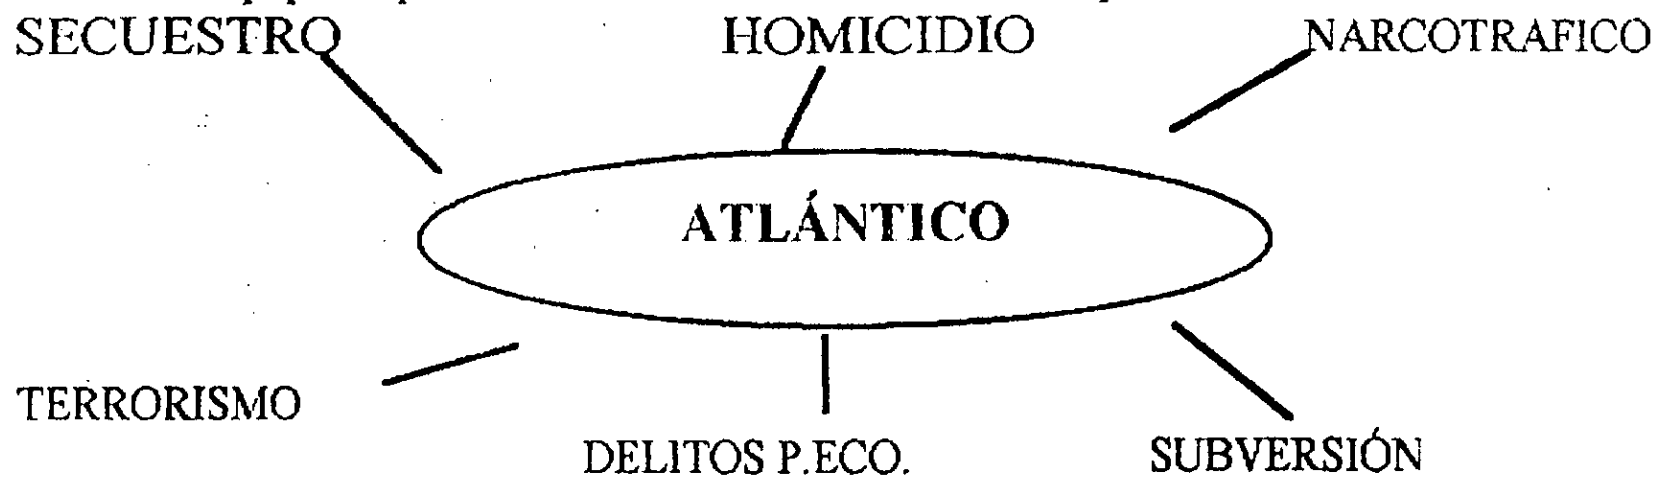 SECUESTRO HOMICIDIO NARCOTRAFICO
ATLÁNTICO
TERRORISMO
DELITOS P.ECO. SUBVERSIÓN